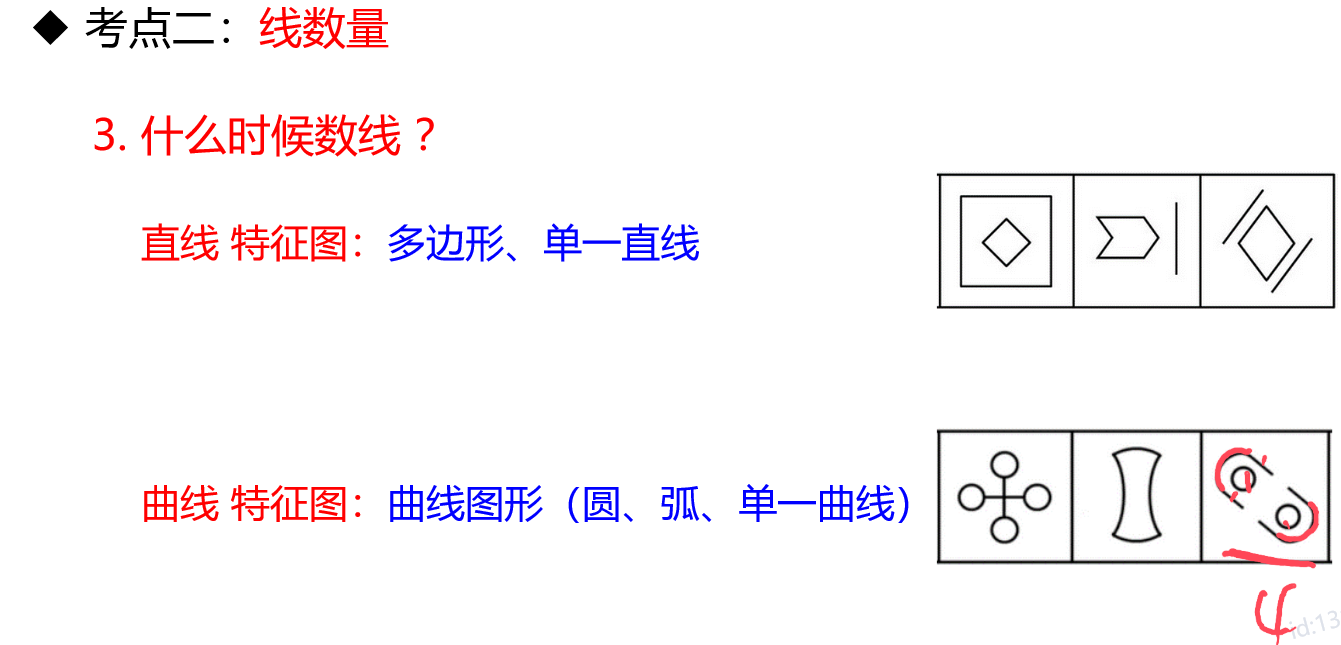 ◆ 考点二：线数量
3. 什么时候数线？
直线 特征图：多边形、单一直线
曲线 特征图：曲线图形（圆、弧、单一曲线）
4
id:13